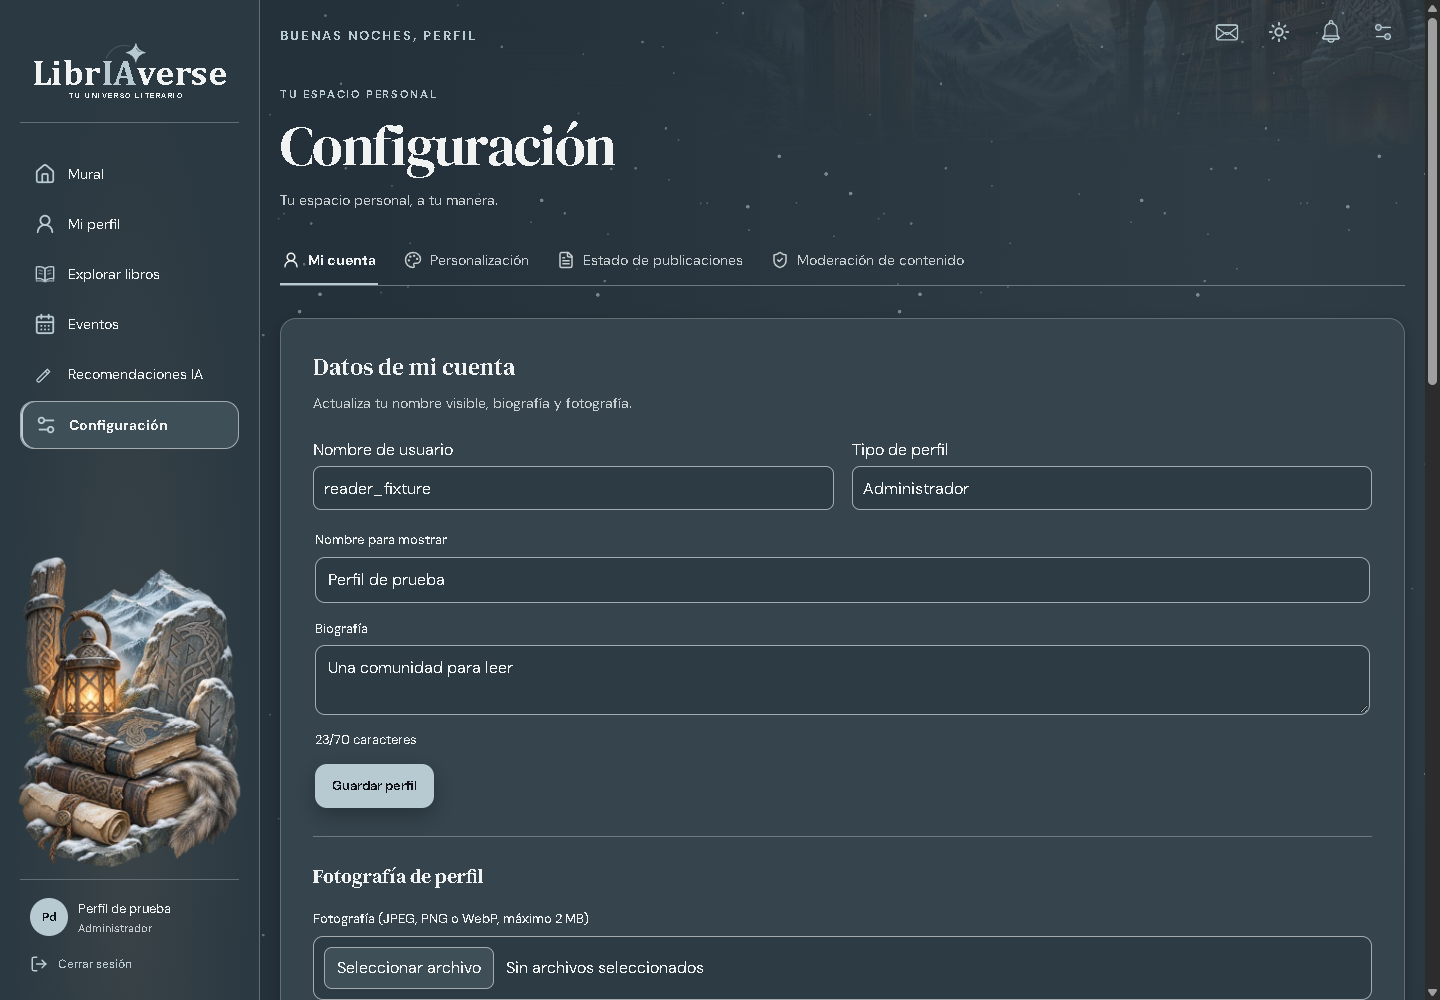 LibrIAverse
TU UNIVERSO LITERARIO
Mural
Mi perfil
Explorar libros
Eventos
Recomendaciones IA
Configuración
Pd
Perfil de prueba
Administrador
Cerrar sesión
BUENAS NOCHES, PERFIL
TU ESPACIO PERSONAL
Configuración
Tu espacio personal, a tu manera.
Mi cuenta
Personalización
Estado de publicaciones
Moderación de contenido
Datos de mi cuenta
Actualiza tu nombre visible, biografía y fotografía.
Nombre de usuario
reader_fixture
Tipo de perfil
Administrador
Nombre para mostrar
Perfil de prueba
Biografía
Una comunidad para leer
23/70 caracteres
Guardar perfil
Fotografía de perfil
Fotografía (JPEG, PNG o WebP, máximo 2 MB)
Seleccionar archivo Sin archivos seleccionados